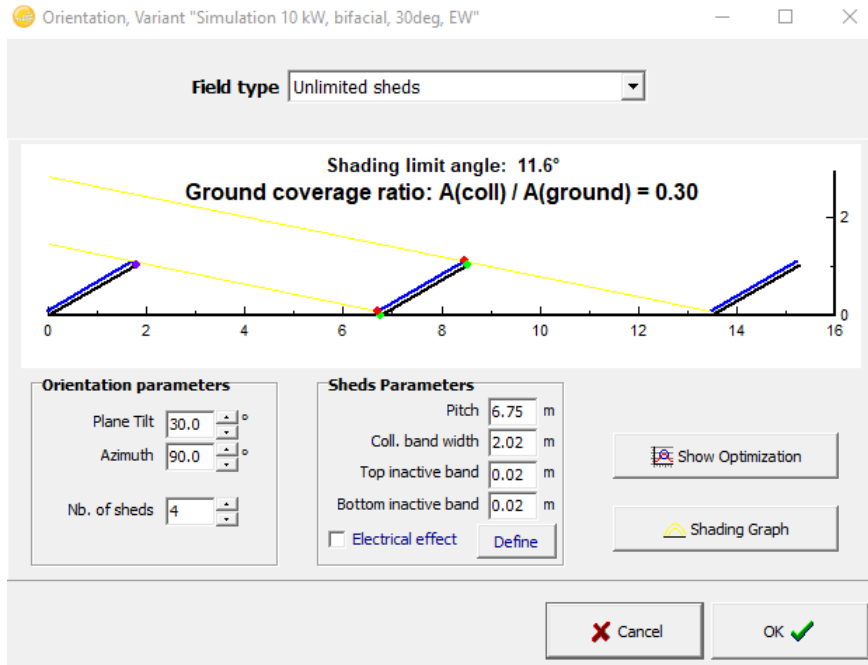 Orientation, Variant "Simulation 10 kW, bifacial, 30deg, EW"
Field type Unlimited sheds
Shading limit angle: 11.6°
Ground coverage ratio: A(coll) / A(ground) = 0.30
2
0
0 2 4 6 8 10 12 14 16
Orientation parameters
Plane Tilt 30.0 °
Azimuth 90.0 °
Nb. of sheds 4
Sheds Parameters
Pitch 6.75 m
Coll. band width 2.02 m
Top inactive band 0.02 m
Bottom inactive band 0.02 m
Electrical effect Define
Show Optimization
Shading Graph
Cancel OK